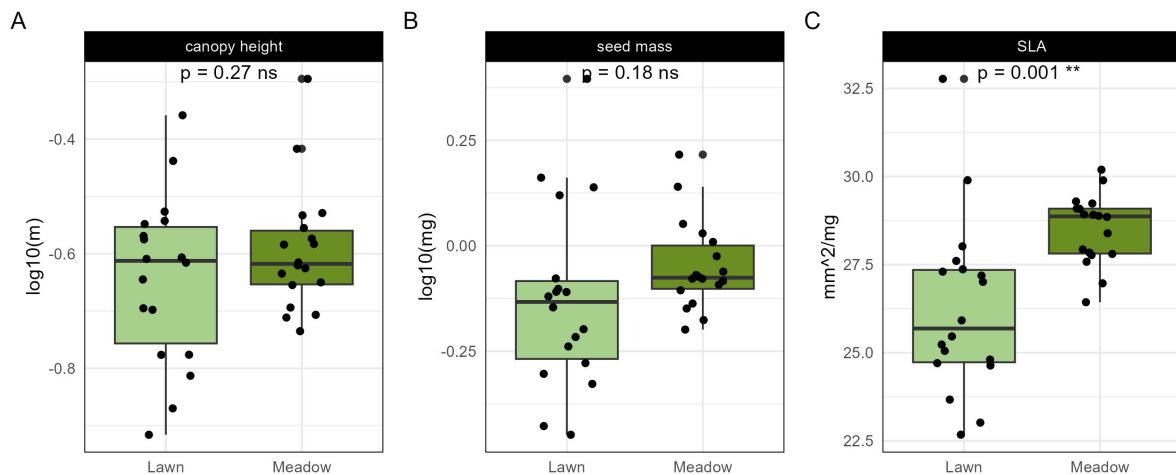 A
canopy height
p = 0.27 ns
log10(m)
-0.4
-0.6
-0.8
Lawn
Meadow
B
seed mass
p = 0.18 ns
log10(mg)
0.25
0.00
-0.25
Lawn
Meadow
C
SLA
p = 0.001 **
mm^2/mg
32.5
30.0
27.5
25.0
22.5
Lawn
Meadow